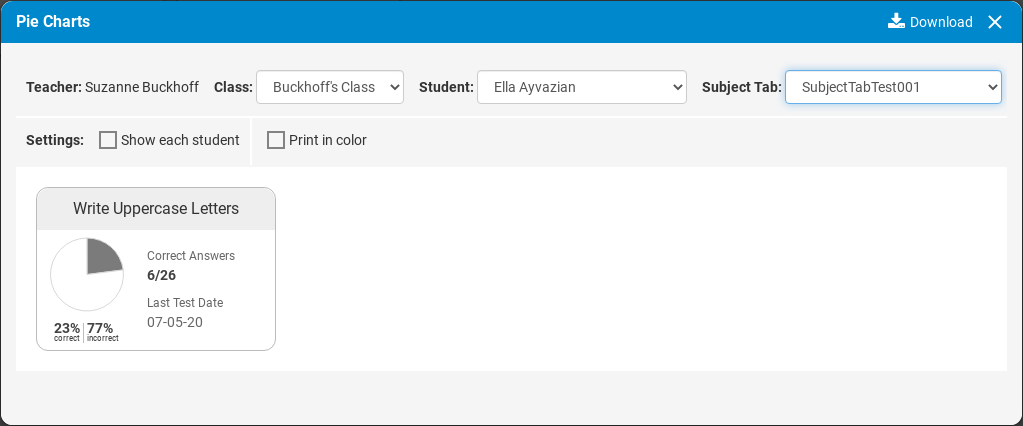 Pie Charts
Download
Teacher: Suzanne Buckhoff Class: Buckhoff's Class Student: Ella Ayvazian Subject Tab: SubjectTabTest001
Settings: Show each student Print in color
Write Uppercase Letters
Correct Answers
6/26
Last Test Date
07-05-20
23% 77%
correct incorrect